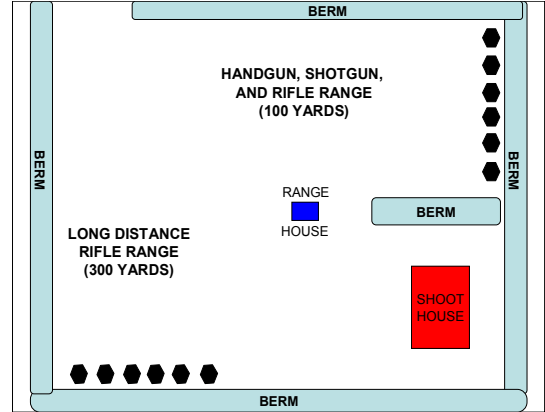 BERM
HANDGUN, SHOTGUN,
AND RIFLE RANGE
(100 YARDS)
BERM
BERM
RANGE
HOUSE
BERM
LONG DISTANCE
RIFLE RANGE
(300 YARDS)
SHOOT
HOUSE
BERM